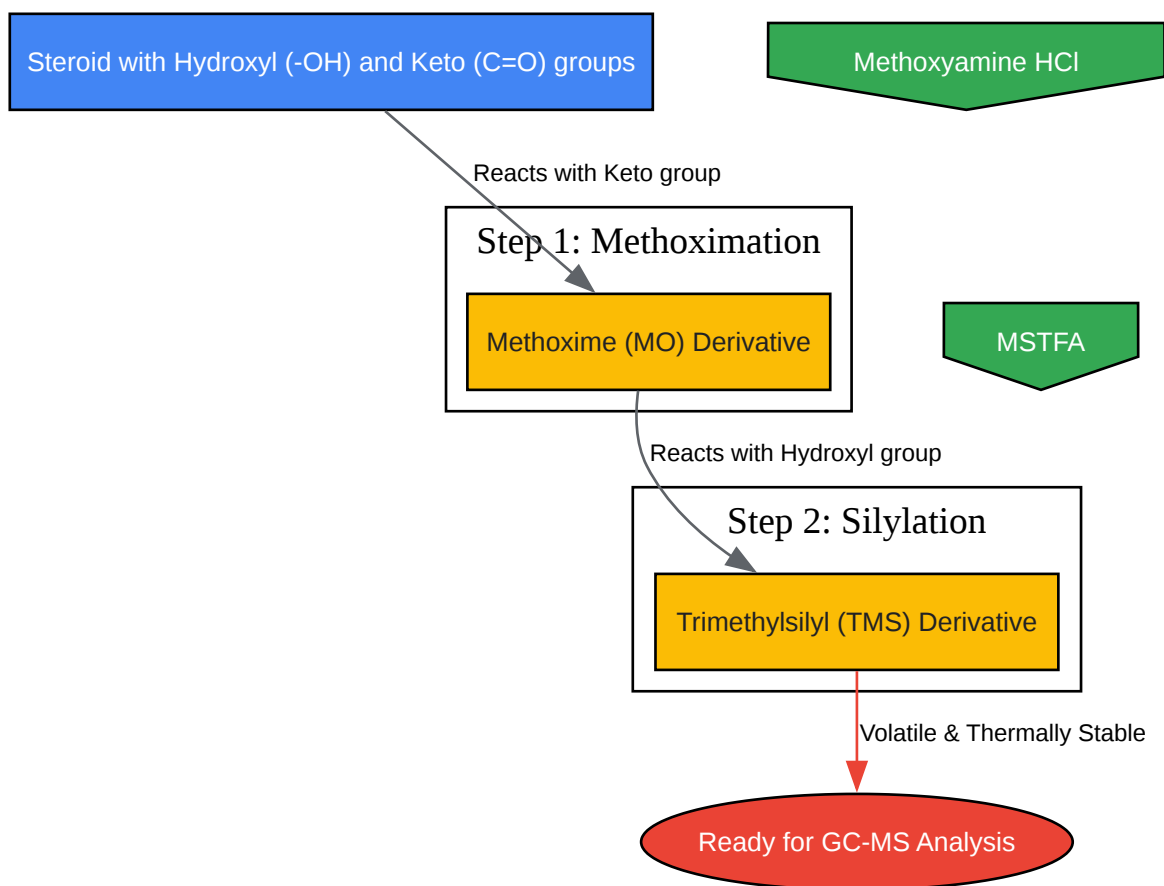 Steroid with Hydroxyl (-OH) and Keto (C=O) groups
Methoxyamine HCl
Reacts with Keto group
Step 1: Methoximation
Methoxime (MO) Derivative
MSTFA
Reacts with Hydroxyl group
Step 2: Silylation
Trimethylsilyl (TMS) Derivative
Volatile & Thermally Stable
Ready for GC-MS Analysis